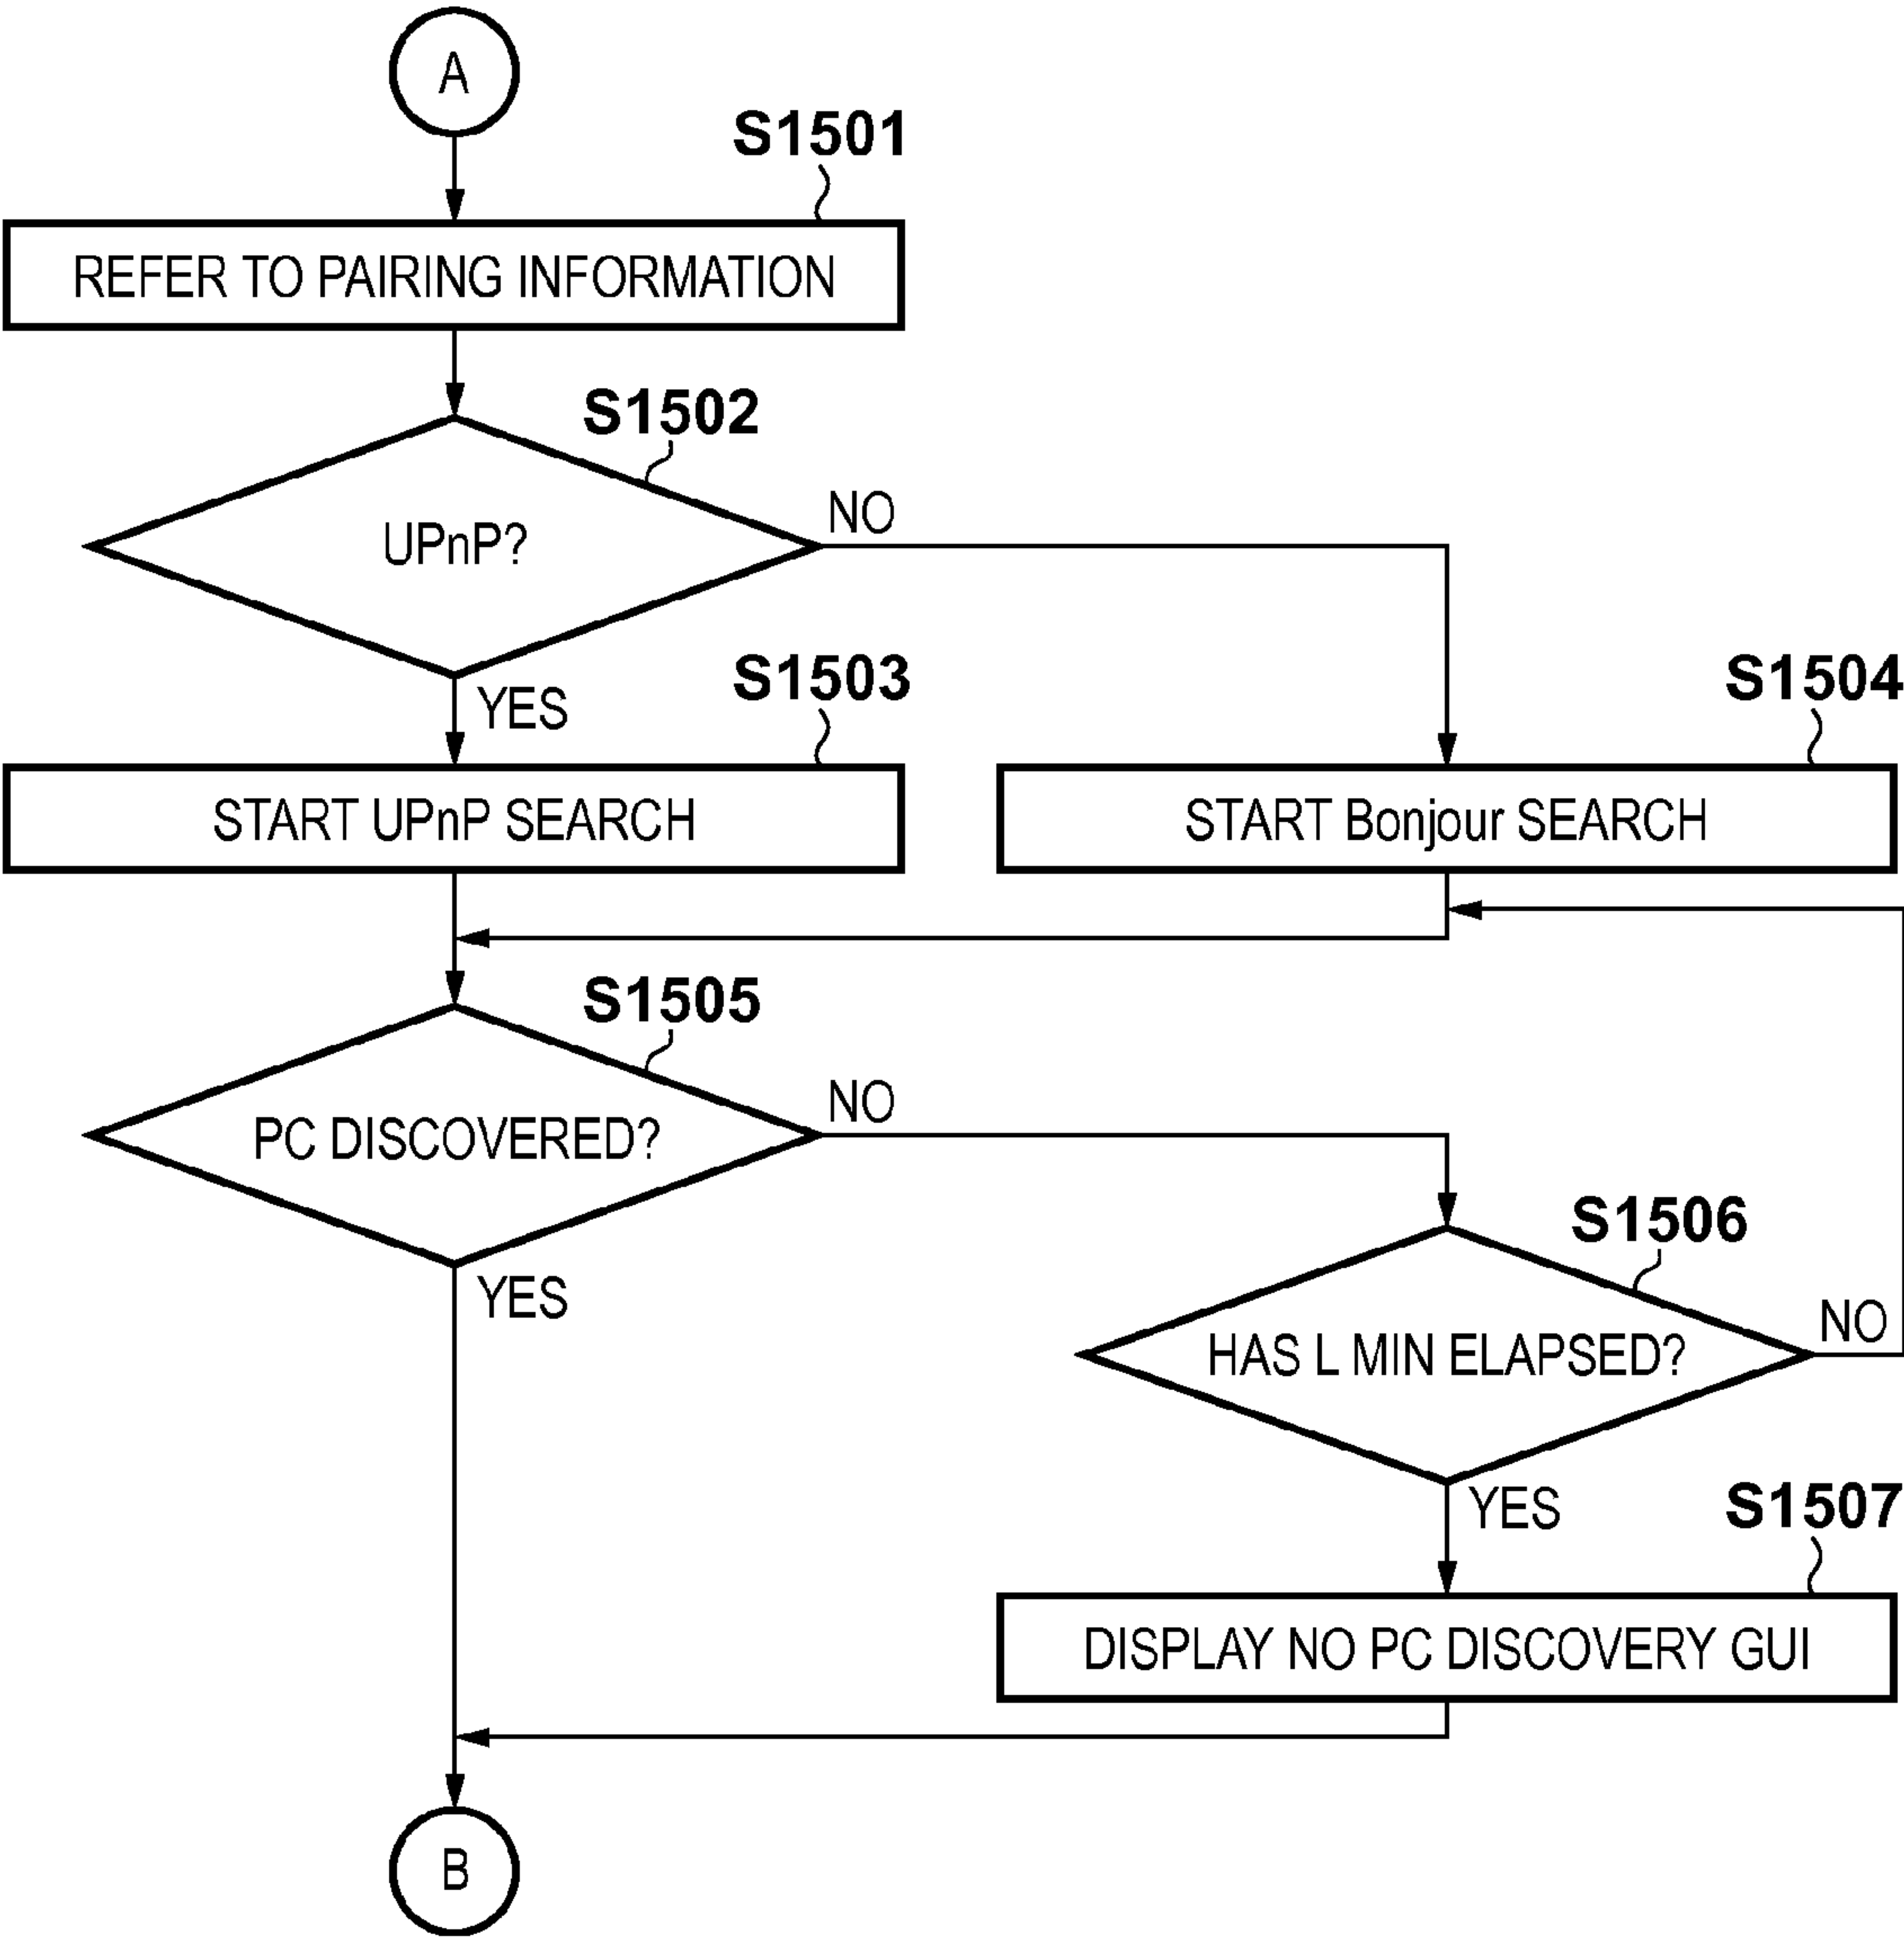 A
S1501
REFER TO PAIRING INFORMATION
S1502
UPnP?
NO
YES
S1503
START UPnP SEARCH
S1504
START Bonjour SEARCH
S1505
PC DISCOVERED?
NO
YES
S1506
HAS L MIN ELAPSED?
NO
YES
S1507
DISPLAY NO PC DISCOVERY GUI
B